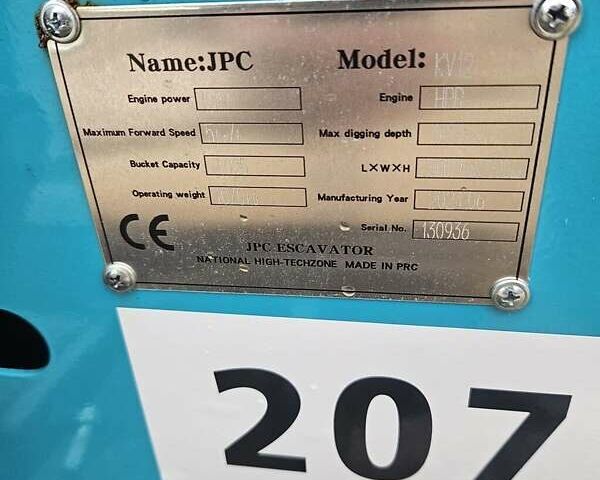 Name:JPC Model: KV12
Engine power Engine
Maximum Forward Speed Max digging depth
Bucket Capacity L×W×H
Operating weight Manufacturing Year
Serial No. 130936
CE
JPC ESCAVATOR
NATIONAL HIGH-TECHZONE MADE IN PRC
207